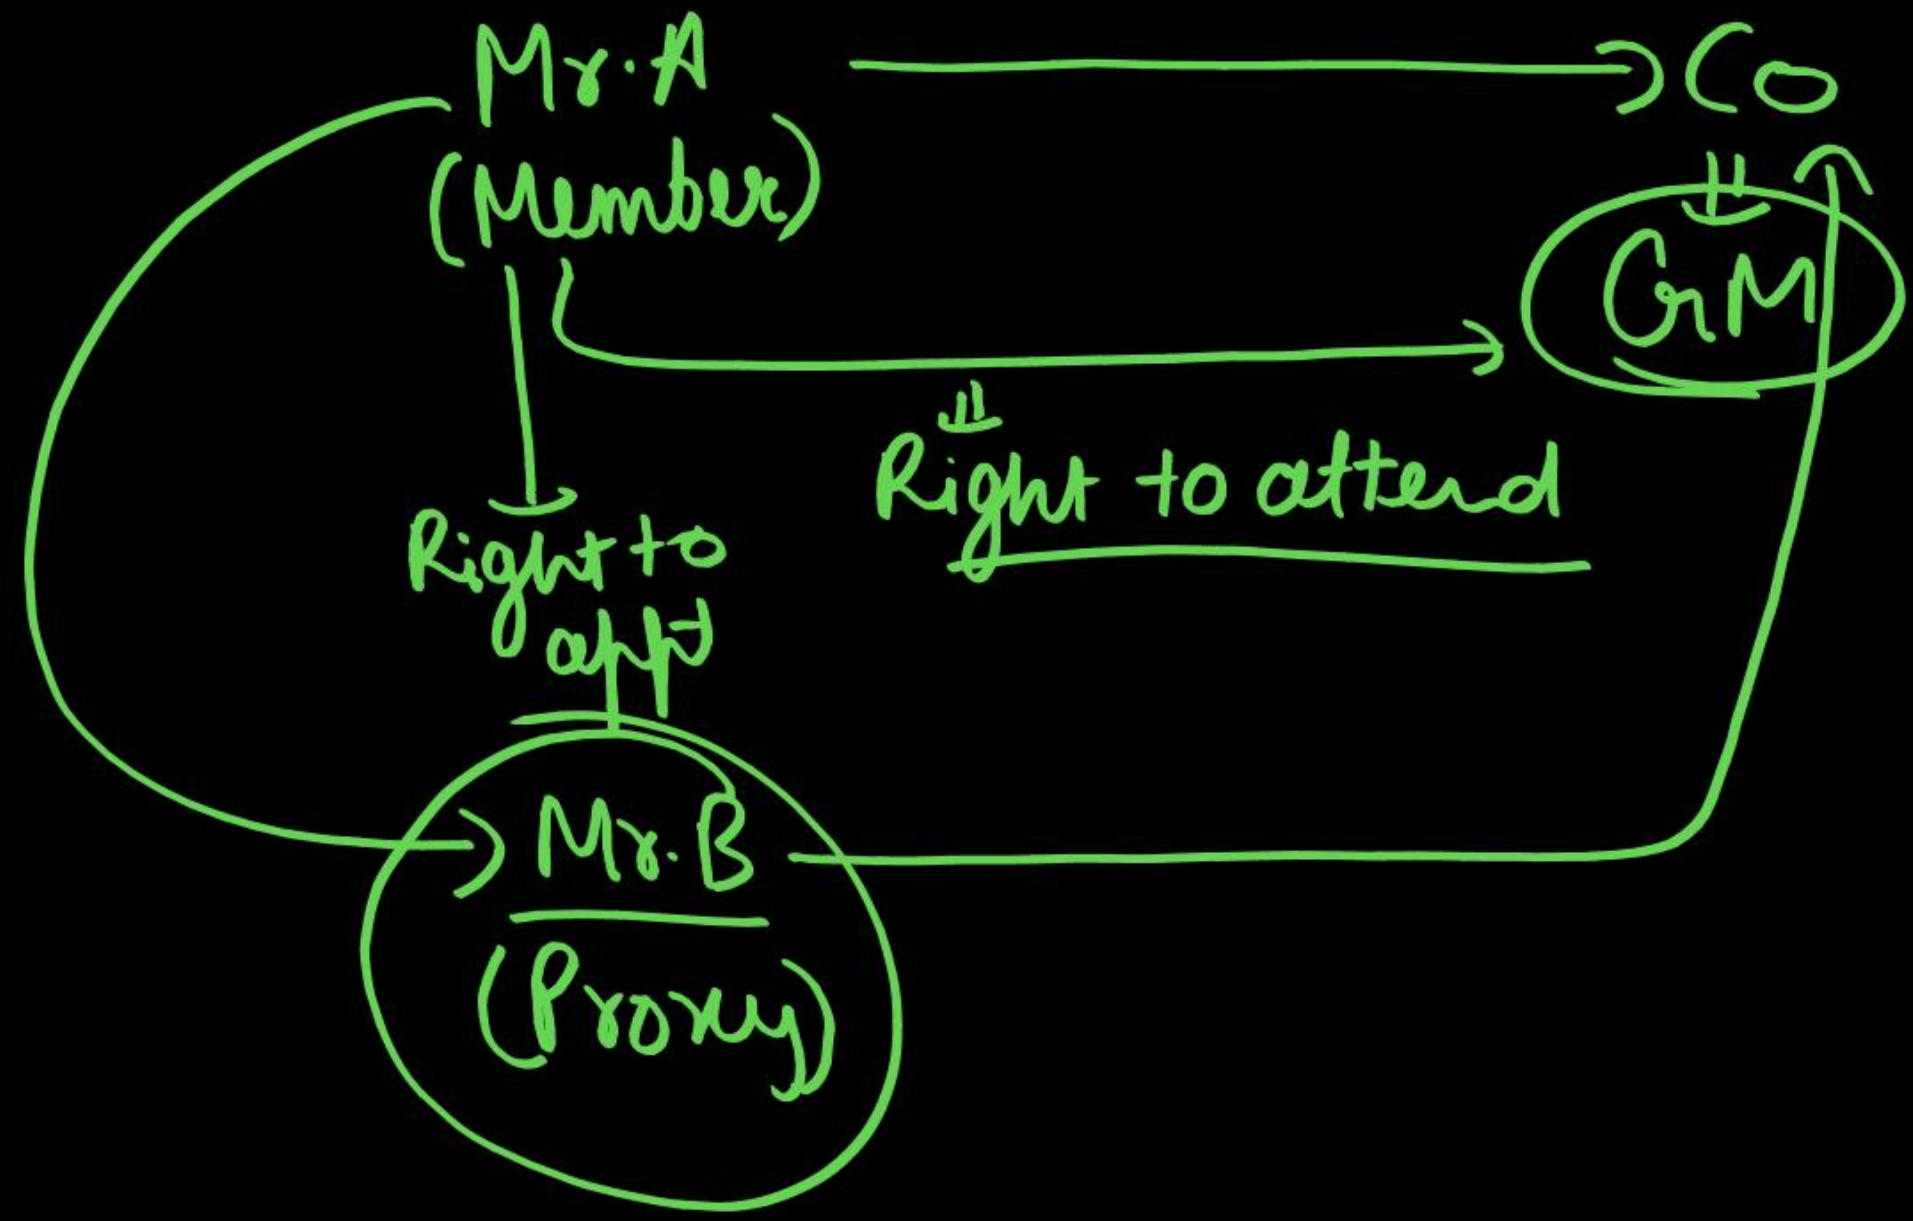 Mr. A
Co
(Member)
GM
Right to attend
Right to
appt
Mr. B
(Proxy)